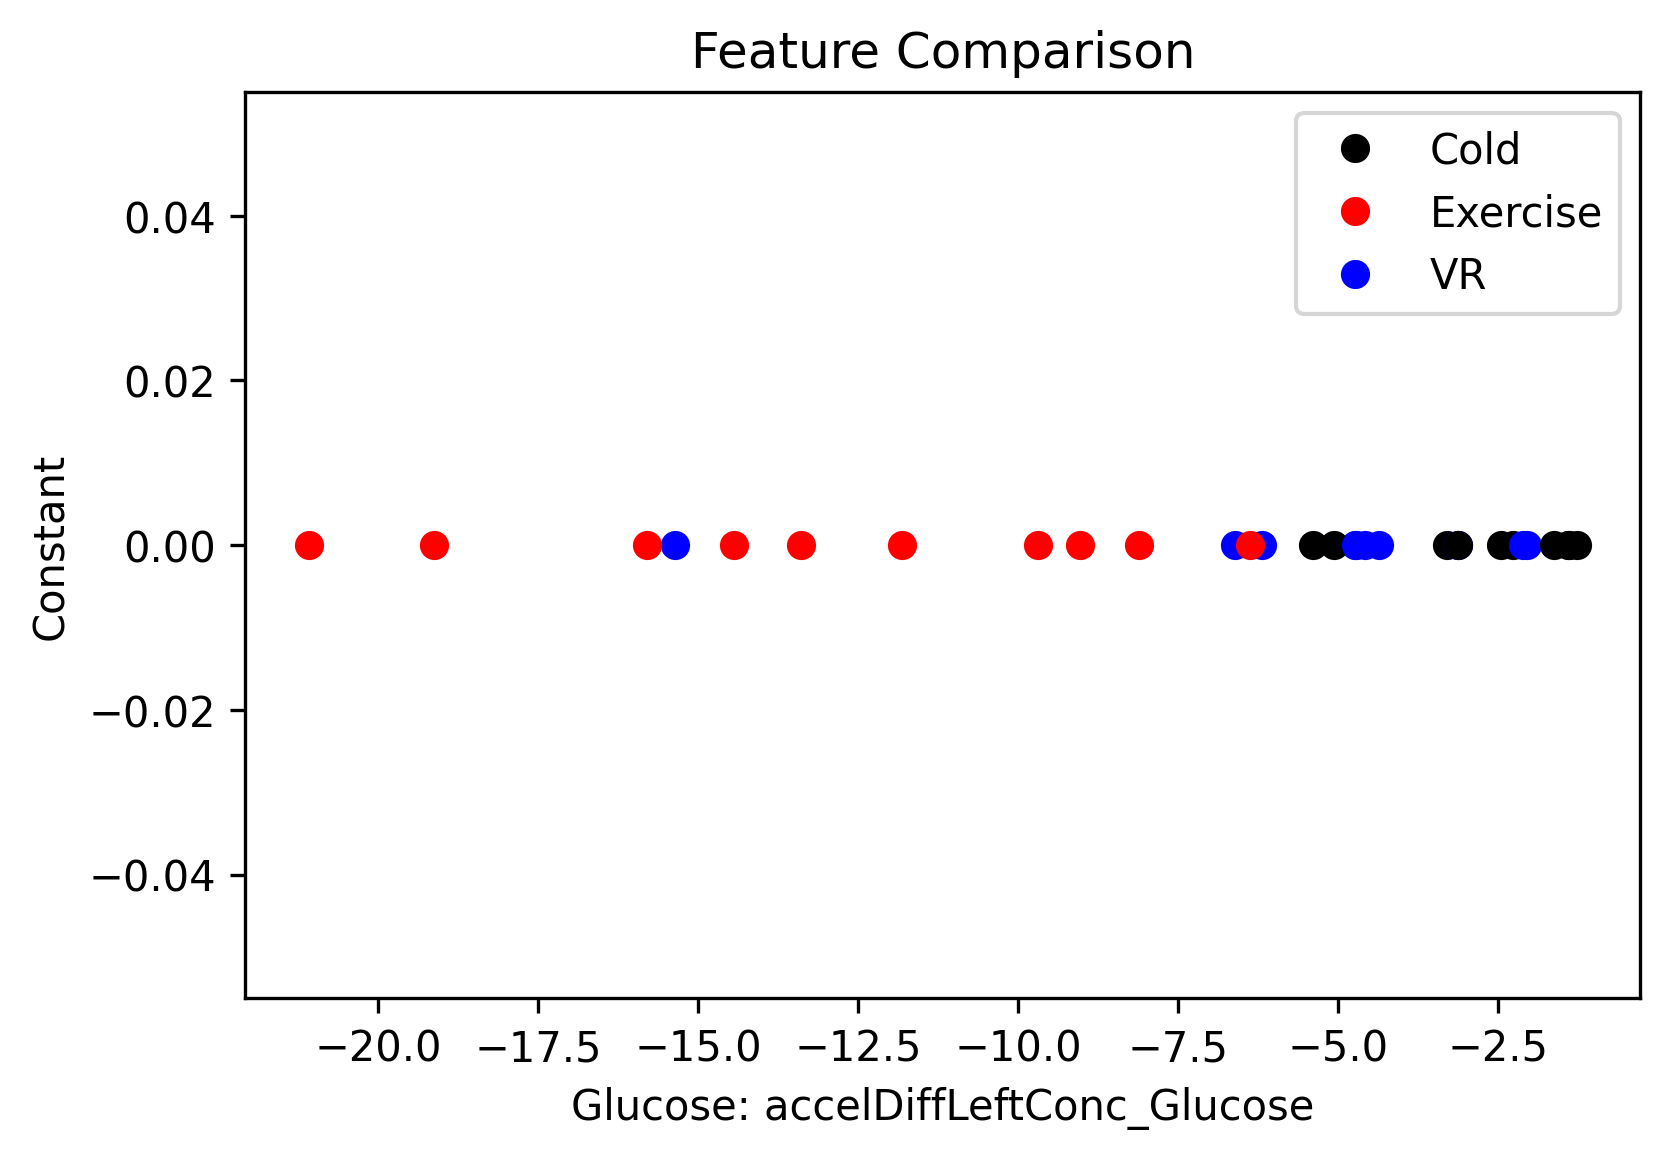 Feature Comparison
Cold
Exercise
VR
0.04
0.02
0.00
−0.02
−0.04
Constant
−20.0 −17.5 −15.0 −12.5 −10.0 −7.5 −5.0 −2.5
Glucose: accelDiffLeftConc_Glucose